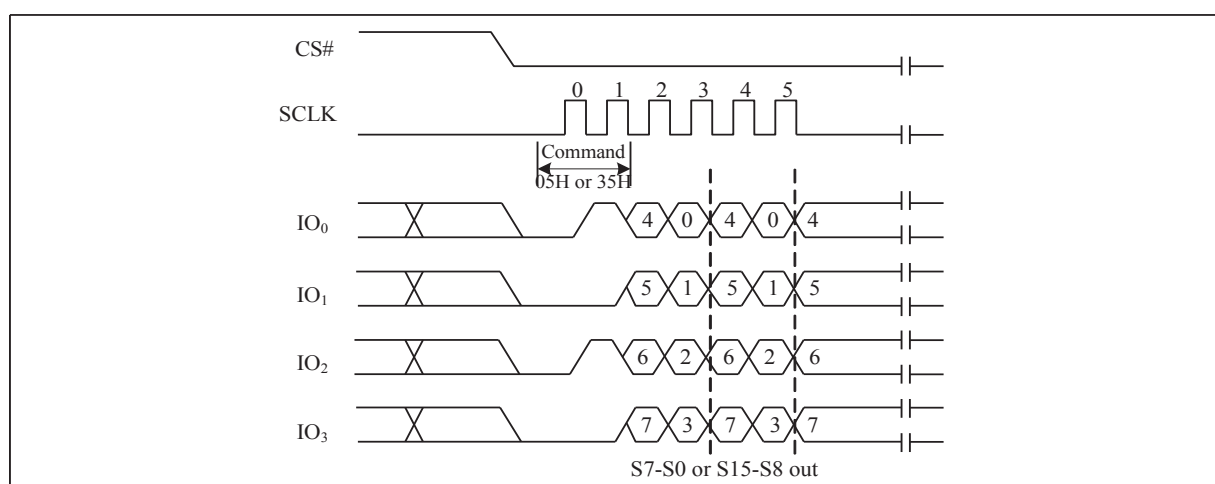 CS#
0 1 2 3 4 5
SCLK
Command
05H or 35H
IO0 4 0 4 0 4
IO1 5 1 5 1 5
IO2 6 2 6 2 6
IO3 7 3 7 3 7
S7-S0 or S15-S8 out